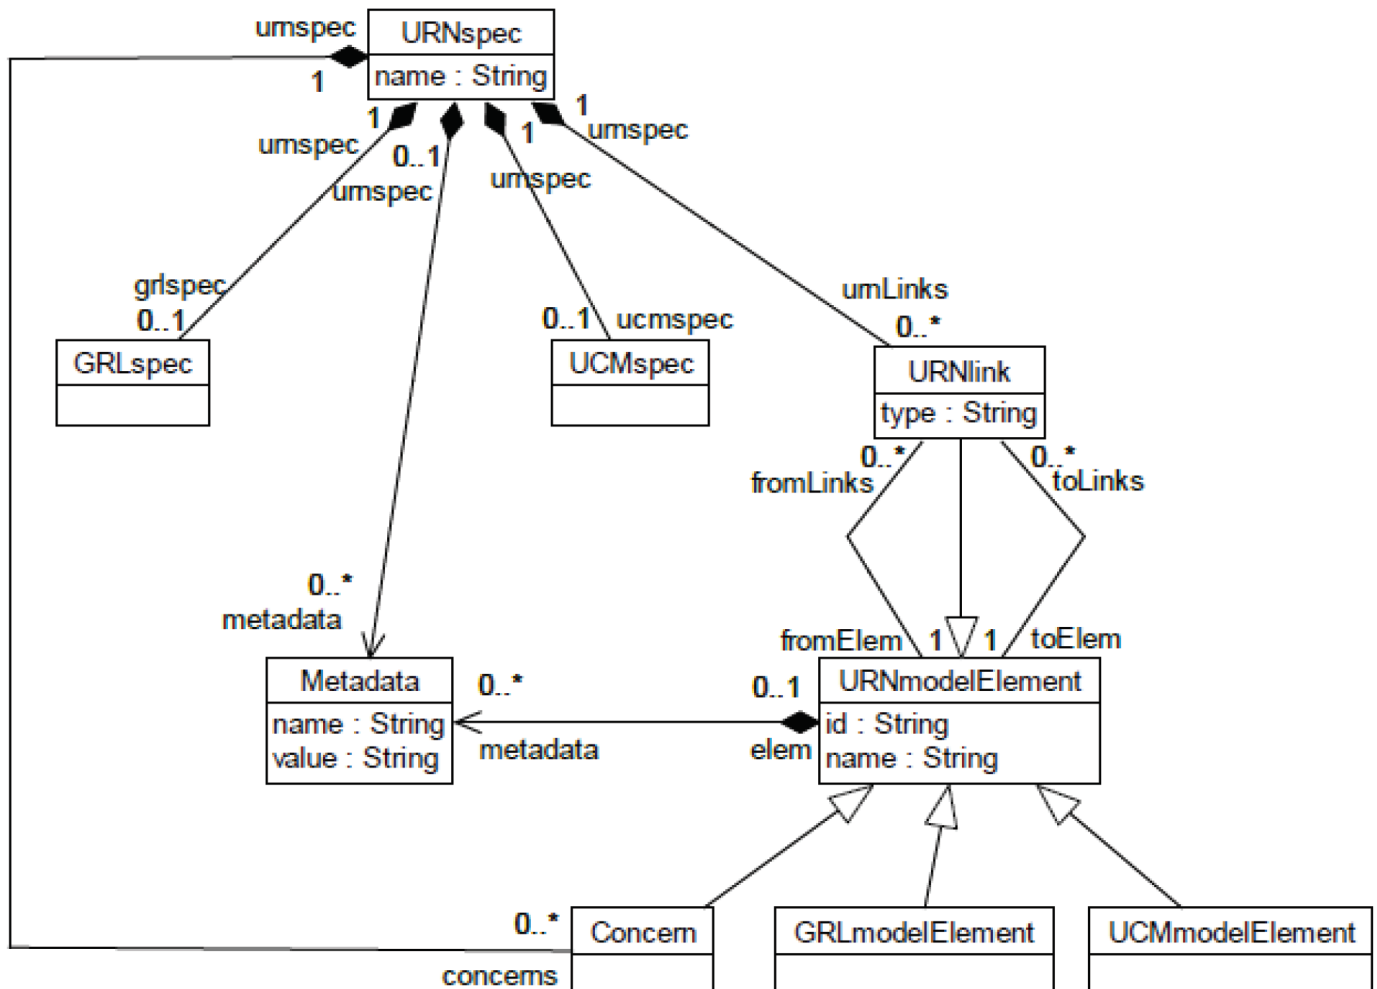 urnspec
URNspec
1
name : String
1
urnspec
0..1
urnspec
1
urnspec
1
urnspec
grlspec
0..1
GRLspec
0..1
ucmspec
UCMspec
urnLinks
0..*
URNlink
type : String
0..*
fromLinks
0..*
toLinks
0..*
metadata
fromElem
1
1
toElem
Metadata
name : String
value : String
0..*
metadata
0..1
elem
URNmodelElement
id : String
name : String
0..*
concerns
Concern
GRLmodelElement
UCMmodelElement